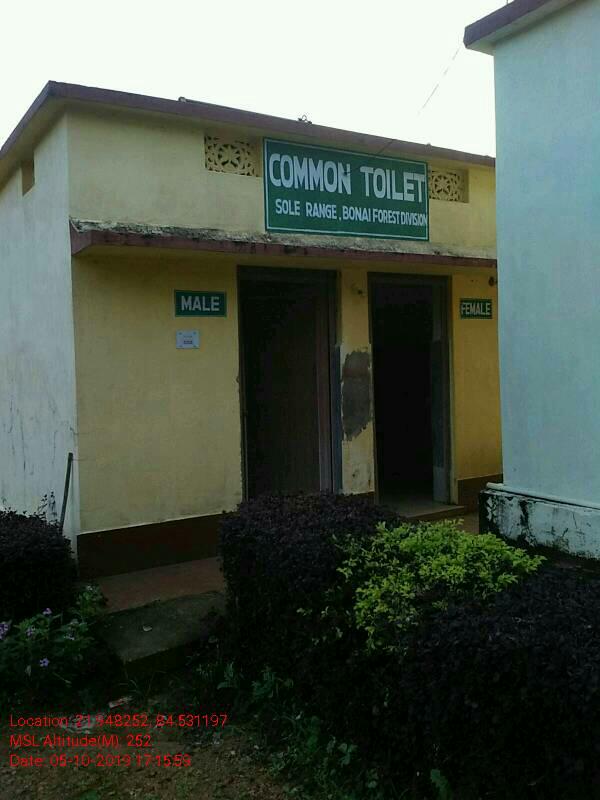 COMMON TOILET
SOLE RANGE, BONAI FOREST DIVISION
MALE
FEMALE
Location: 21.548252, 84.531197
MSL Altitude(M): 252
Date: 05-10-2019 17:15:59